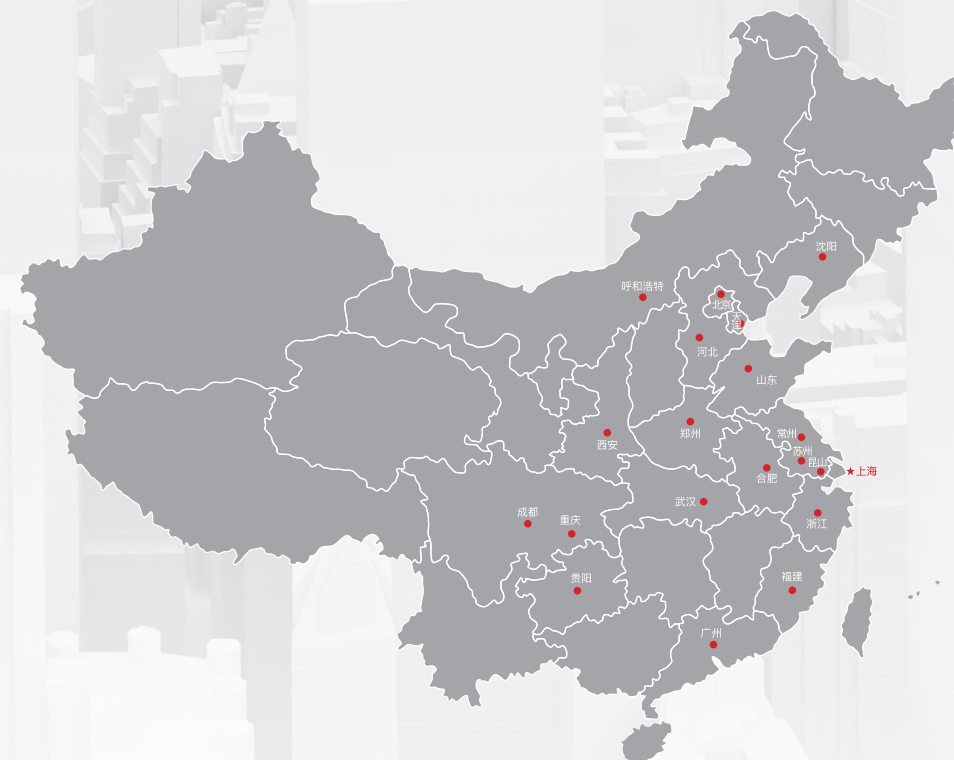 沈阳
呼和浩特
北京
天津
河北
山东
常州
郑州
西安
苏州
昆山
★上海
合肥
武汉
成都
重庆
浙江
贵阳
福建
广州